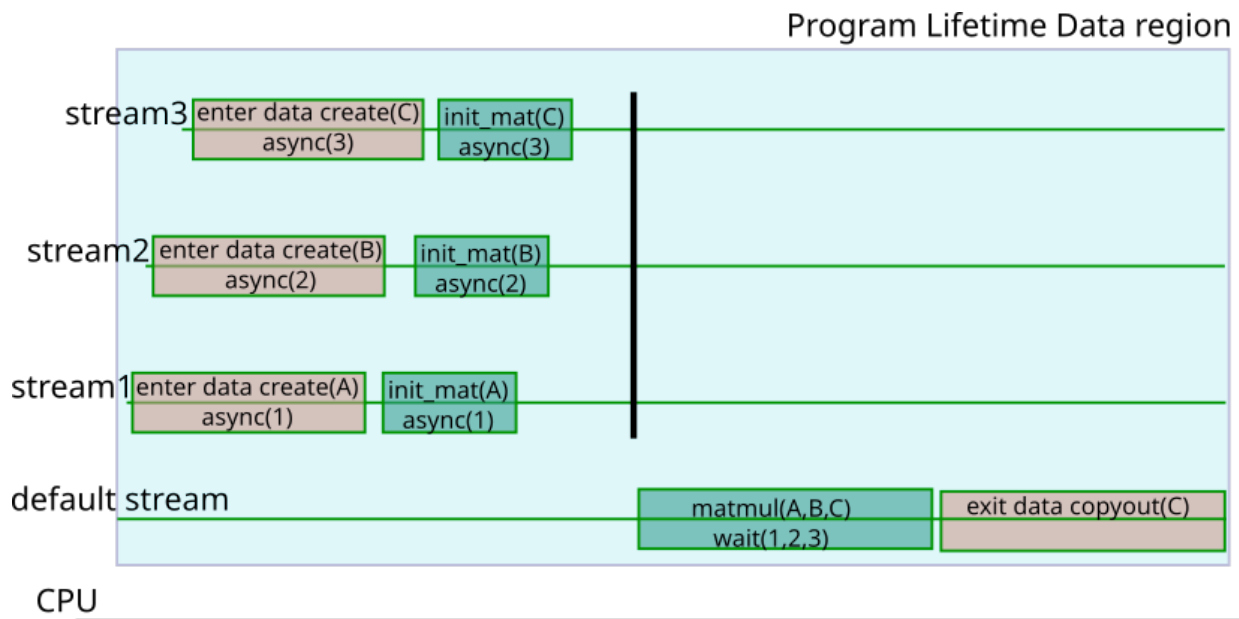 Program Lifetime Data region
stream3
enter data create(C)
async(3)
init_mat(C)
async(3)
stream2
enter data create(B)
async(2)
init_mat(B)
async(2)
stream1
enter data create(A)
async(1)
init_mat(A)
async(1)
default stream
matmul(A,B,C)
wait(1,2,3)
exit data copyout(C)
CPU